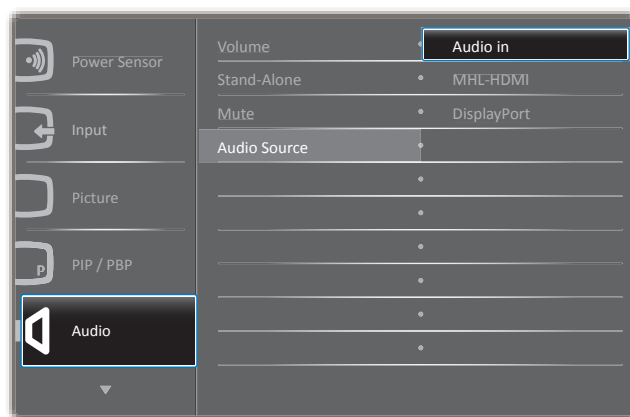 Power Sensor
Input
Picture
P
PIP / PBP
Audio
Volume
Stand-Alone
Mute
Audio Source
Audio in
MHL-HDMI
DisplayPort